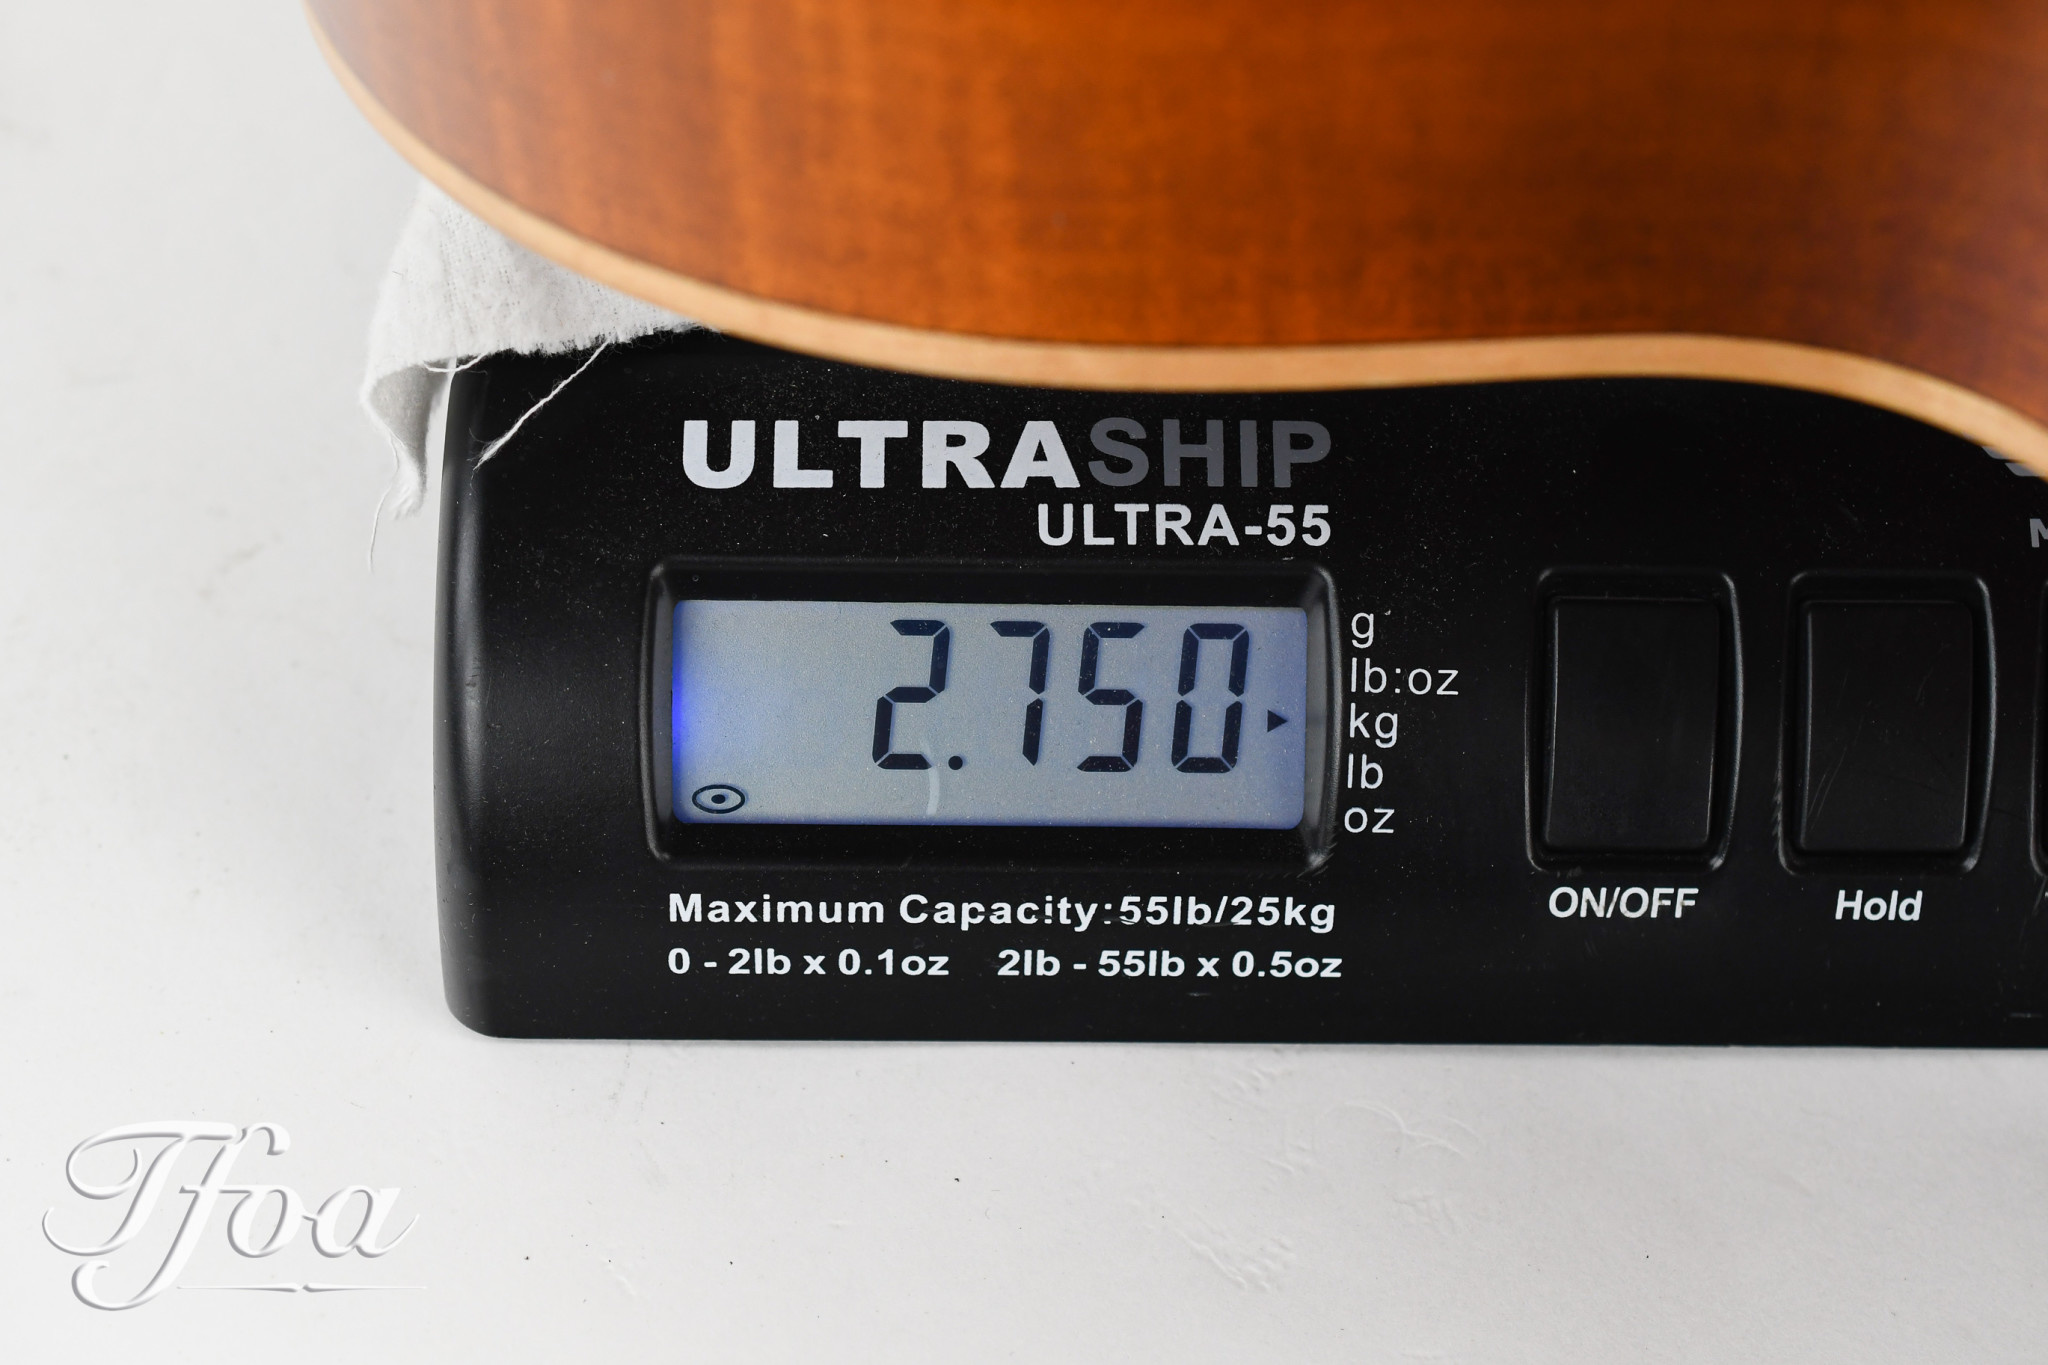 ULTRASHIP
ULTRA-55
2.750
g
lb:oz
kg
lb
oz
Maximum Capacity:55lb/25kg
0 - 2lb x 0.1oz 2lb - 55lb x 0.5oz
ON/OFF
Hold
Tfoa